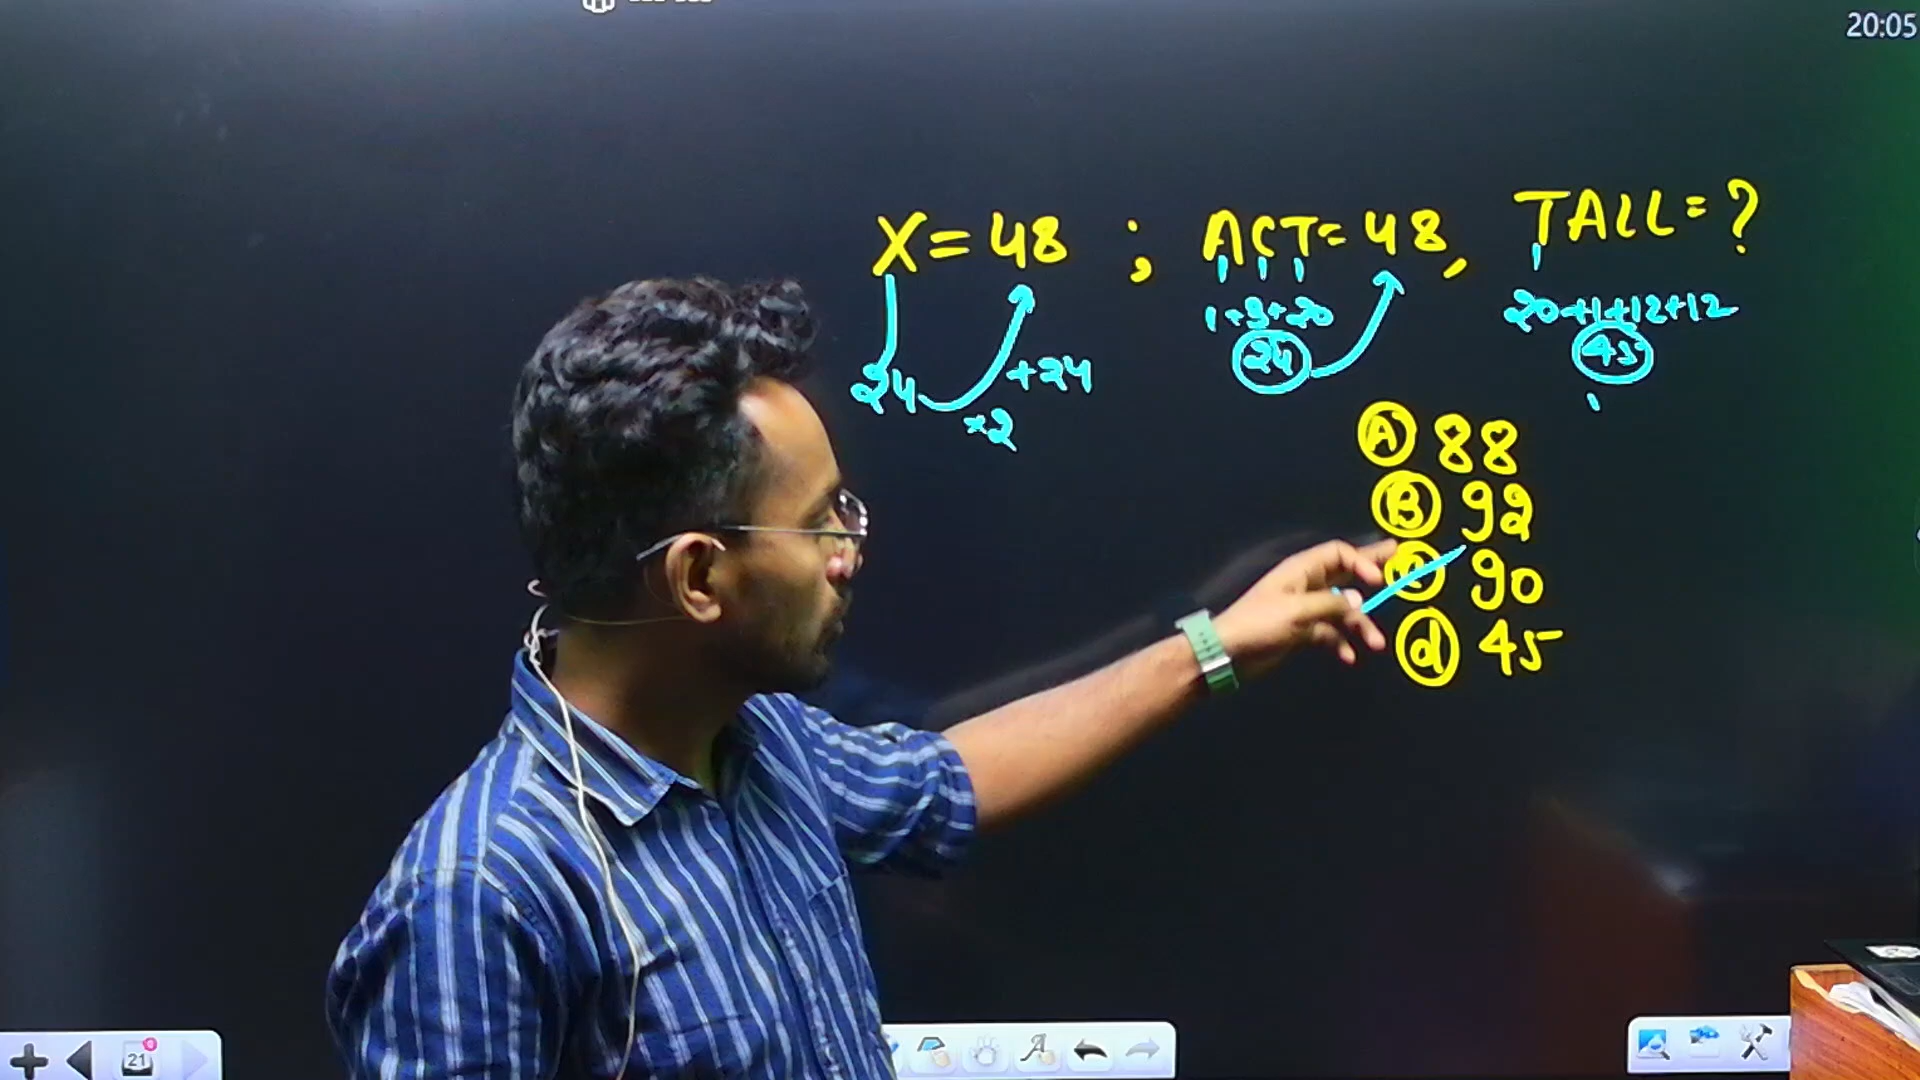 20:05
X=48 ; ACT=48, TALL=?
1+3+20 20+1+12+12
24 +24 24 45
×2
A 88
B 92
C 90
d 45
21